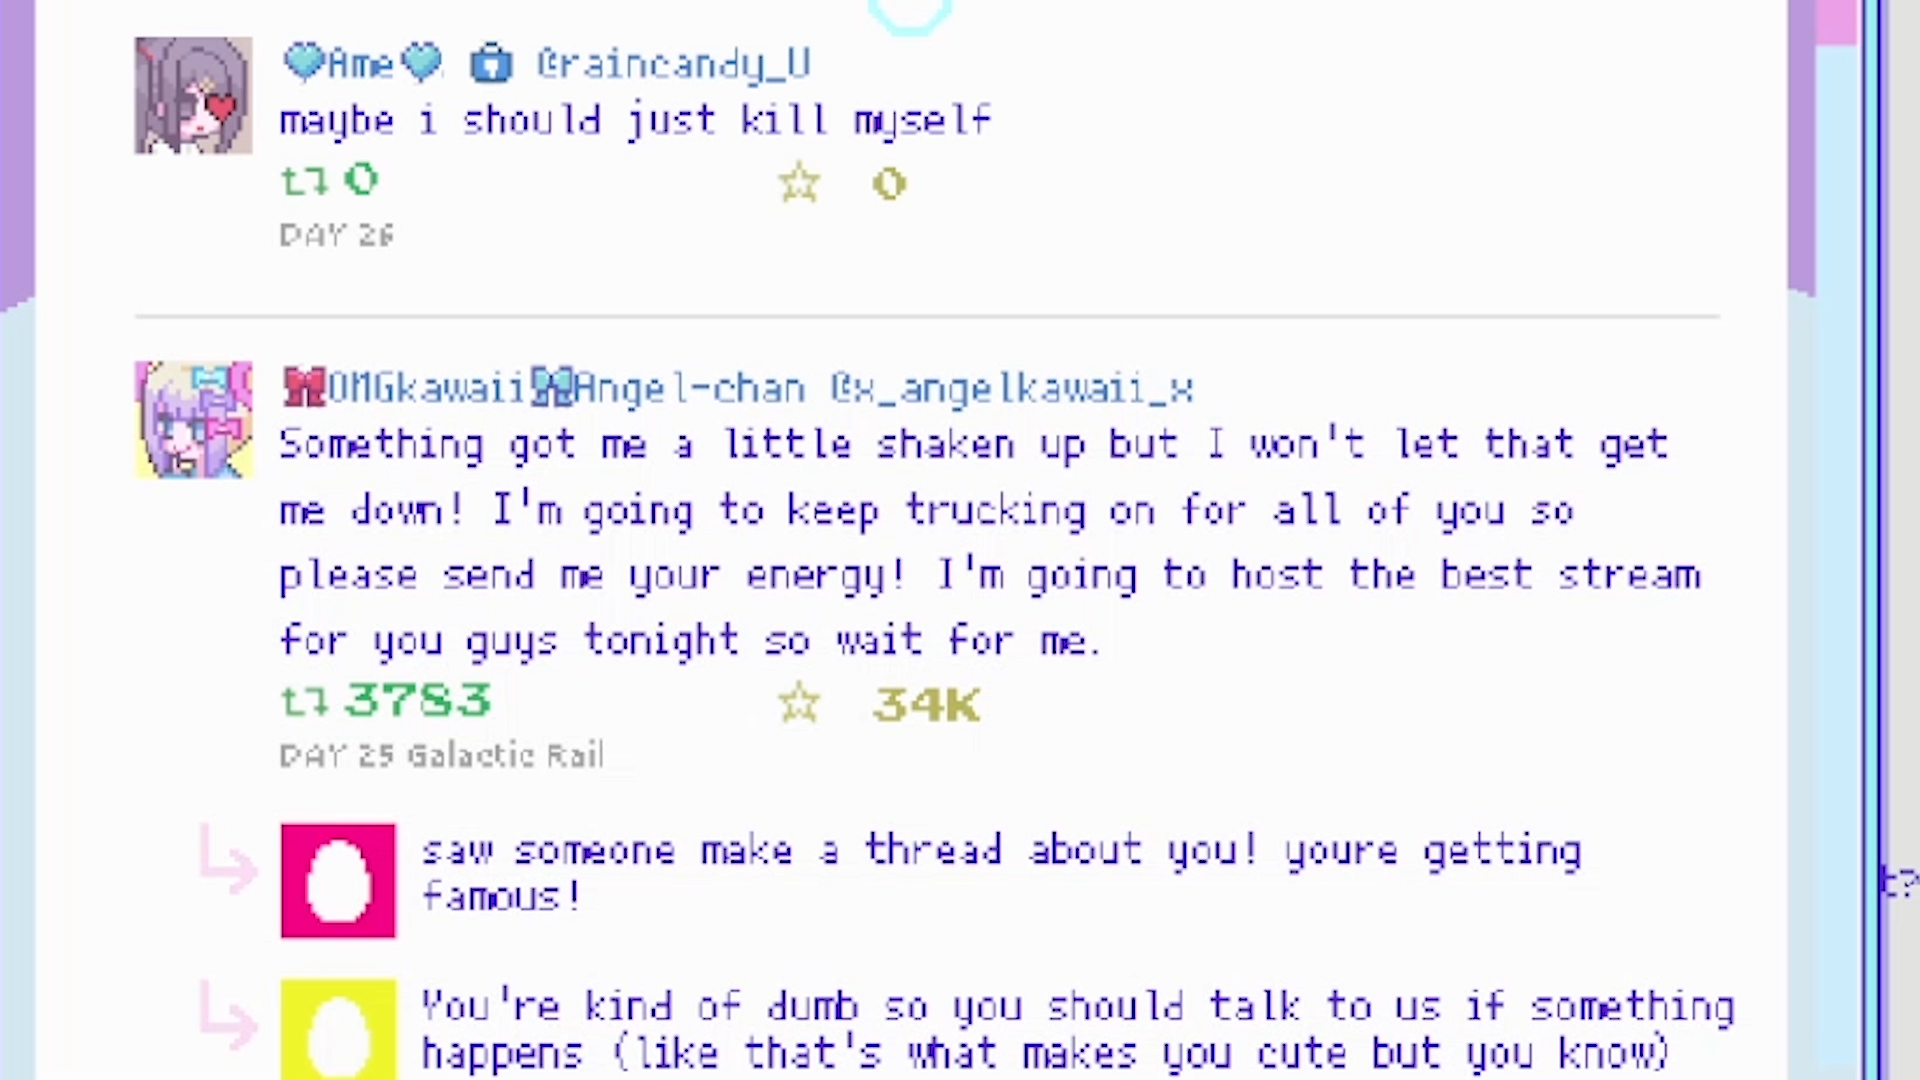 Ame @raincandy_U
maybe i should just kill myself
0 0
DAY 26
OMGkawaii Angel-chan @x_angelkawaii_x
Something got me a little shaken up but I won't let that get
me down! I'm going to keep trucking on for all of you so
please send me your energy! I'm going to host the best stream
for you guys tonight so wait for me.
3783 34K
DAY 25 Galactic Rail
saw someone make a thread about you! youre getting
famous!
You're kind of dumb so you should talk to us if something
happens (like that's what makes you cute but you know)
t?